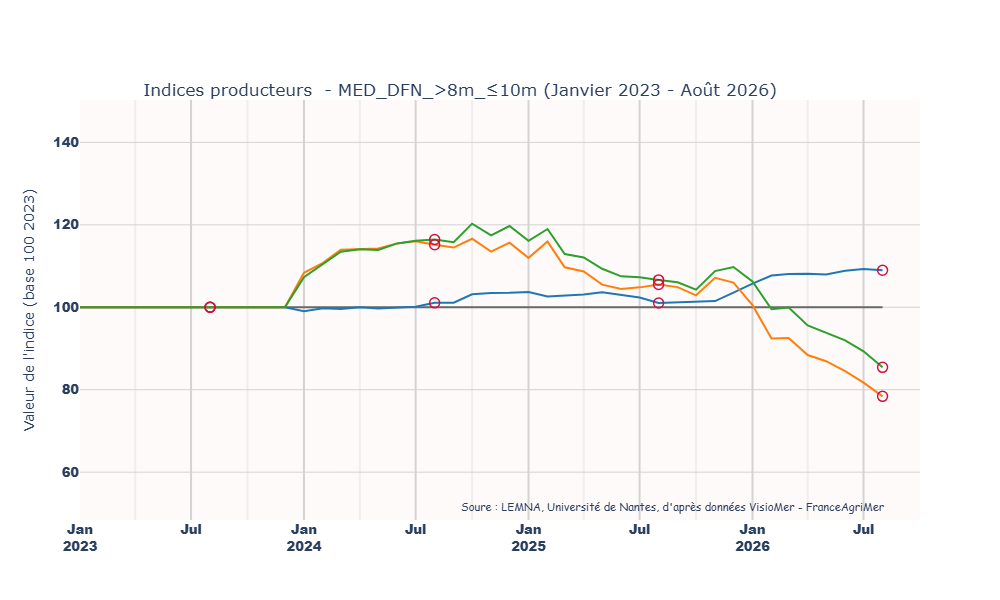 Indices producteurs - MED_DFN_>8m_≤10m (Janvier 2023 - Août 2026)
Valeur de l'indice (base 100 2023)
140
120
100
80
60
Soure : LEMNA, Université de Nantes, d'après données VisioMer - FranceAgriMer
Jan Jul Jan Jul Jan Jul Jan Jul
2023 2024 2025 2026